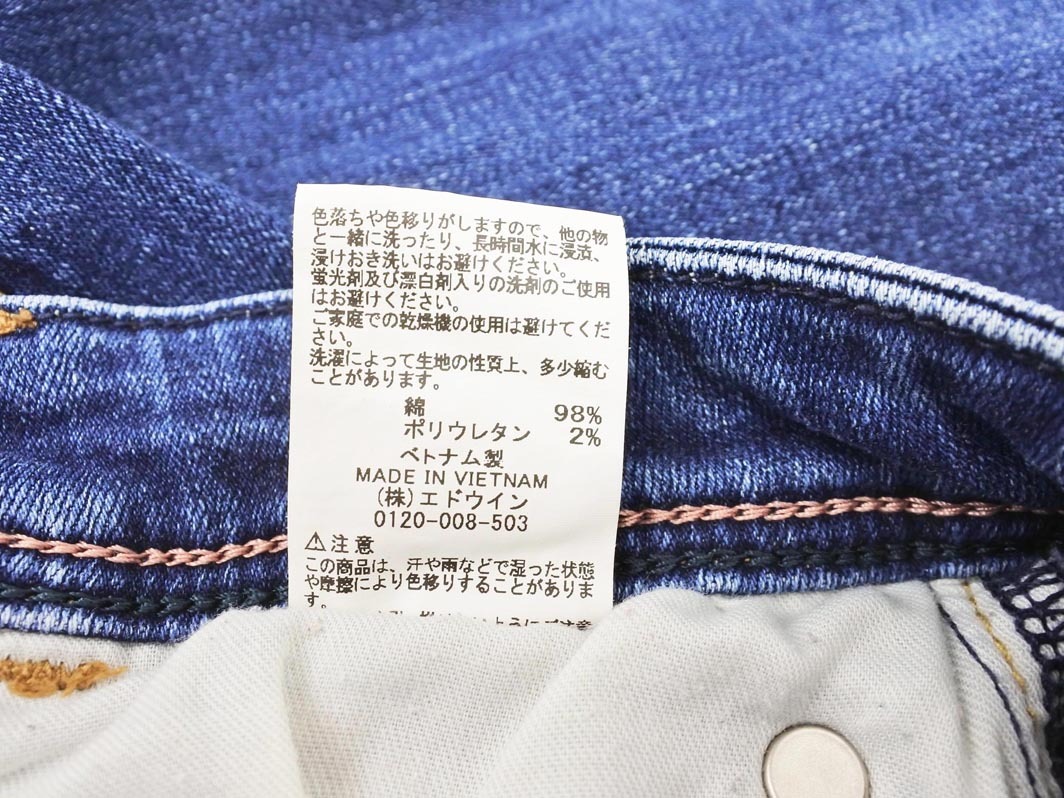 色落ちや色移りがしますので、他の物
と一緒に洗ったり、長時間水に浸漬、
浸けおき洗いはお避けください。
蛍光剤及び漂白剤入りの洗剤のご使用
はお避けください。
ご家庭での乾燥機の使用は避けてくだ
さい。
洗濯によって生地の性質上、多少縮む
ことがあります。
綿 98%
ポリウレタン 2%
ベトナム製
MADE IN VIETNAM
(株)エドウイン
0120-008-503
⚠注意
この商品は、汗や雨などで湿った状態
や摩擦により色移りすることがありま
す。